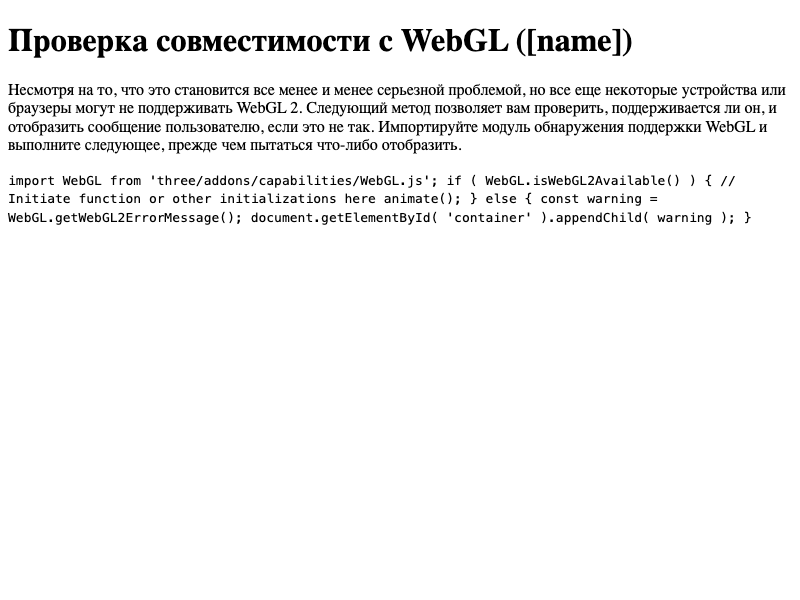 Проверка совместимости с WebGL ([name])
Несмотря на то, что это становится все менее и менее серьезной проблемой, но все еще некоторые устройства или
браузеры могут не поддерживать WebGL 2. Следующий метод позволяет вам проверить, поддерживается ли он, и
отобразить сообщение пользователю, если это не так. Импортируйте модуль обнаружения поддержки WebGL и
выполните следующее, прежде чем пытаться что-либо отобразить.
import WebGL from 'three/addons/capabilities/WebGL.js'; if ( WebGL.isWebGL2Available() ) { //
Initiate function or other initializations here animate(); } else { const warning =
WebGL.getWebGL2ErrorMessage(); document.getElementById( 'container' ).appendChild( warning ); }